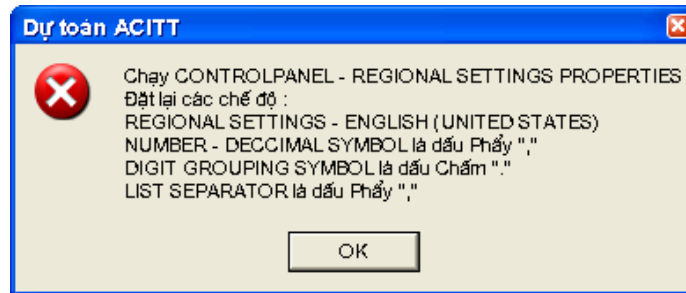 Dự toán ACITT
Chạy CONTROLPANEL - REGIONAL SETTINGS PROPERTIES
Đặt lại các chế độ :
REGIONAL SETTINGS - ENGLISH (UNITED STATES)
NUMBER - DECCIMAL SYMBOL là dấu Phẩy ","
DIGIT GROUPING SYMBOL là dấu Chấm "."
LIST SEPARATOR là dấu Phẩy ","
OK